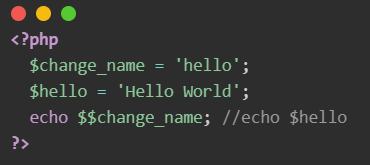 <?php
$change_name = 'hello';
$hello = 'Hello World';
echo $$change_name; //echo $hello
?>